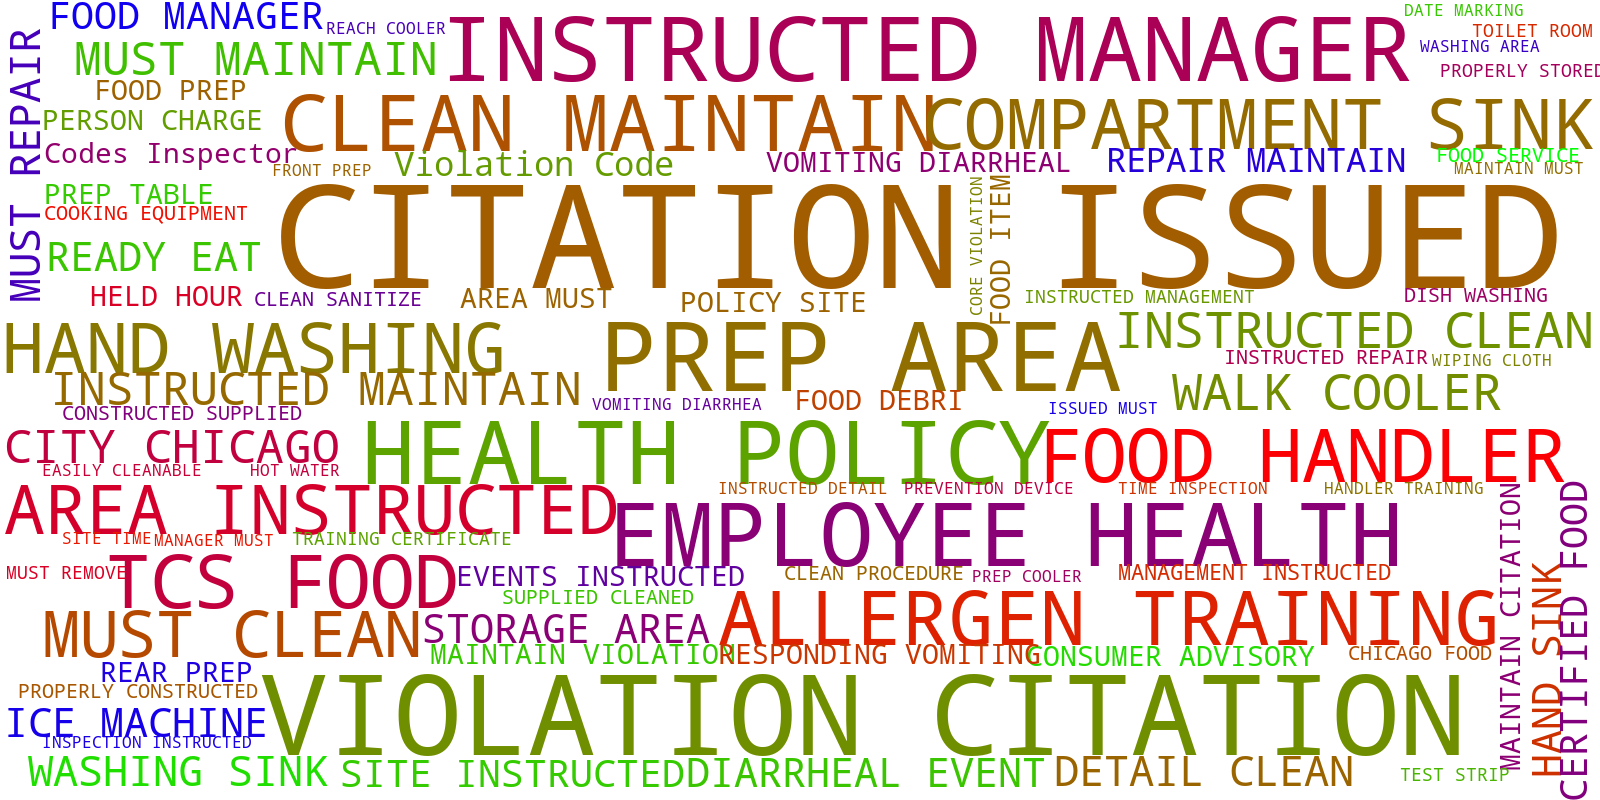 FOOD MANAGER
REACH COOLER
INSTRUCTED MANAGER
DATE MARKING
TOILET ROOM
WASHING AREA
PROPERLY STORED
MUST MAINTAIN
MUST REPAIR
FOOD PREP
PERSON CHARGE
CLEAN MAINTAIN
COMPARTMENT SINK
Codes Inspector
FRONT PREP
Violation Code
VOMITING DIARRHEAL
REPAIR MAINTAIN
FOOD SERVICE
MAINTAIN MUST
PREP TABLE
COOKING EQUIPMENT
READY EAT
CITATION ISSUED
CORE VIOLATION
FOOD ITEM
HELD HOUR
CLEAN SANITIZE
AREA MUST
POLICY SITE
INSTRUCTED MANAGEMENT
DISH WASHING
HAND WASHING
PREP AREA
INSTRUCTED CLEAN
INSTRUCTED REPAIR
WIPING CLOTH
INSTRUCTED MAINTAIN
VOMITING DIARRHEA
FOOD DEBRI
ISSUED MUST
WALK COOLER
CONSTRUCTED SUPPLIED
CITY CHICAGO
HEALTH POLICY
FOOD HANDLER
EASILY CLEANABLE
HOT WATER
AREA INSTRUCTED
INSTRUCTED DETAIL
PREVENTION DEVICE
TIME INSPECTION
HANDLER TRAINING
SITE TIME
MANAGER MUST
TRAINING CERTIFICATE
EMPLOYEE HEALTH
MAINTAIN CITATION
HAND SINK
CERTIFIED FOOD
MUST REMOVE
TCS FOOD
EVENTS INSTRUCTED
CLEAN PROCEDURE
PREP COOLER
MANAGEMENT INSTRUCTED
SUPPLIED CLEANED
MUST CLEAN
STORAGE AREA
ALLERGEN TRAINING
MAINTAIN VIOLATION
RESPONDING VOMITING
CONSUMER ADVISORY
CHICAGO FOOD
REAR PREP
PROPERLY CONSTRUCTED
VIOLATION CITATION
ICE MACHINE
INSPECTION INSTRUCTED
WASHING SINK
SITE INSTRUCTED
DIARRHEAL EVENT
DETAIL CLEAN
TEST STRIP